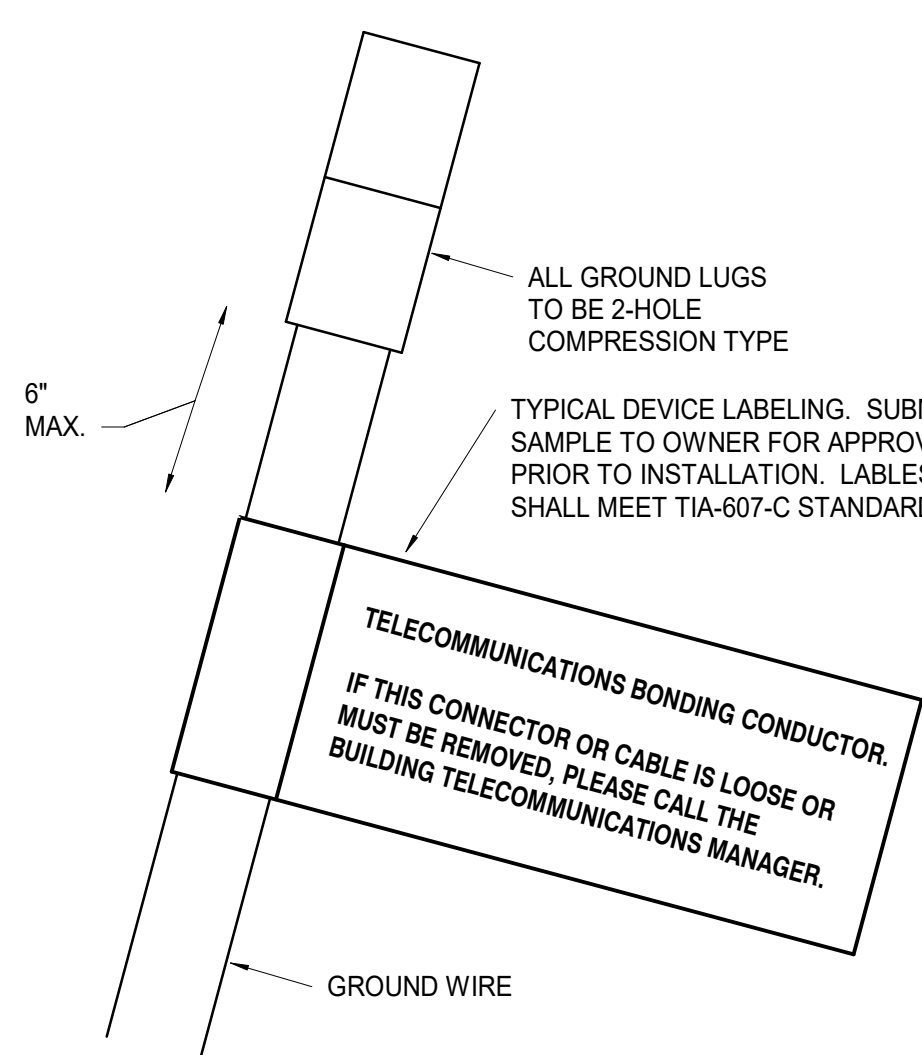 ALL GROUND LUGS
TO BE 2-HOLE
COMPRESSION TYPE
6"
MAX.
TYPICAL DEVICE LABELING. SUBM
SAMPLE TO OWNER FOR APPROV
PRIOR TO INSTALLATION. LABLES
SHALL MEET TIA-607-C STANDARD
TELECOMMUNICATIONS BONDING CONDUCTOR.
IF THIS CONNECTOR OR CABLE IS LOOSE OR
MUST BE REMOVED, PLEASE CALL THE
BUILDING TELECOMMUNICATIONS MANAGER.
GROUND WIRE